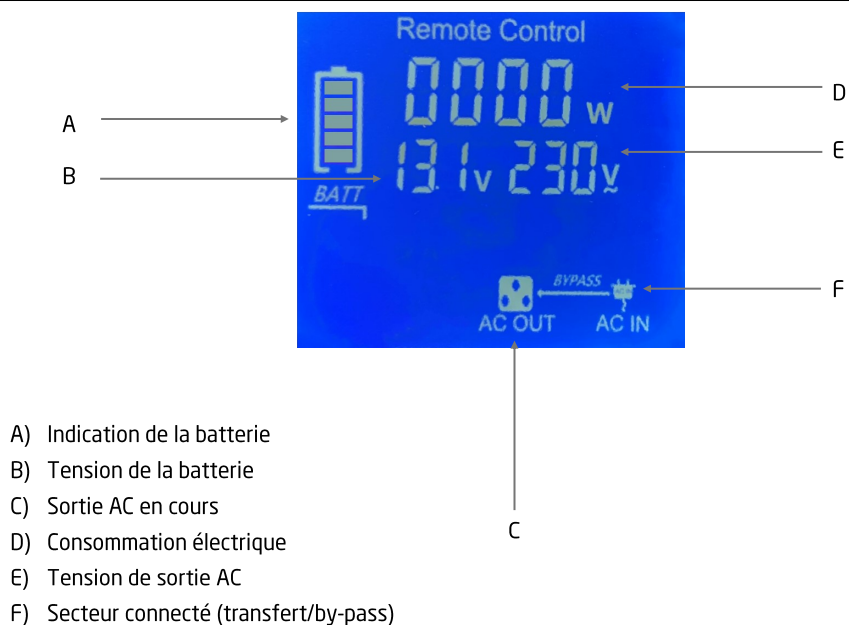 Remote Control
0000 W
D
A
E
B
13.1 V 230 V
BATT
BYPASS
F
AC OUT
AC IN
A) Indication de la batterie
B) Tension de la batterie
C) Sortie AC en cours
C
D) Consommation électrique
E) Tension de sortie AC
F) Secteur connecté (transfert/by-pass)